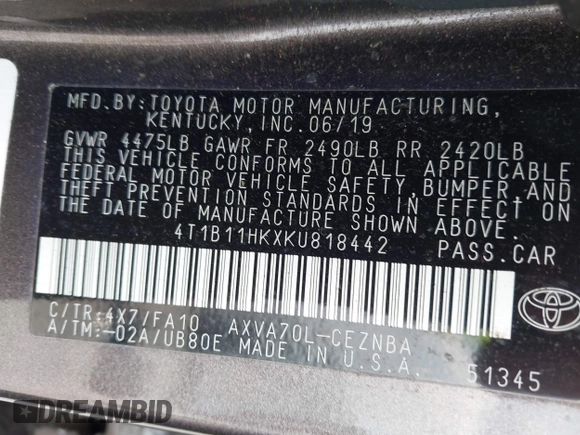 MFD.BY:TOYOTA MOTOR MANUFACTURING,
KENTUCKY, INC.06/19
GVWR 4475LB GAWR FR 2490LB RR 2420LB
THIS VEHICLE CONFORMS TO ALL APPLICABLE
FEDERAL MOTOR VEHICLE SAFETY, BUMPER,AND
THEFT PREVENTION STANDARDS IN EFFECT ON
THE DATE OF MANUFACTURE SHOWN ABOVE.
4T1B11HKXKU818442 PASS.CAR
C/TR:4X7/FA10 AXVA70L-CEZNBA
A/TM:-02A/UB80E MADE IN U.S.A.
51345
DREAMBID